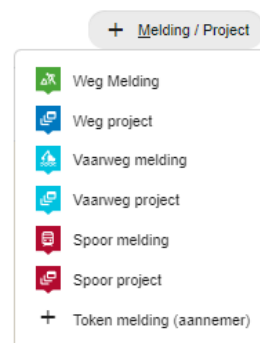 + Melding / Project
Weg Melding
Weg project
Vaarweg melding
Vaarweg project
Spoor melding
Spoor project
+ Token melding (aannemer)